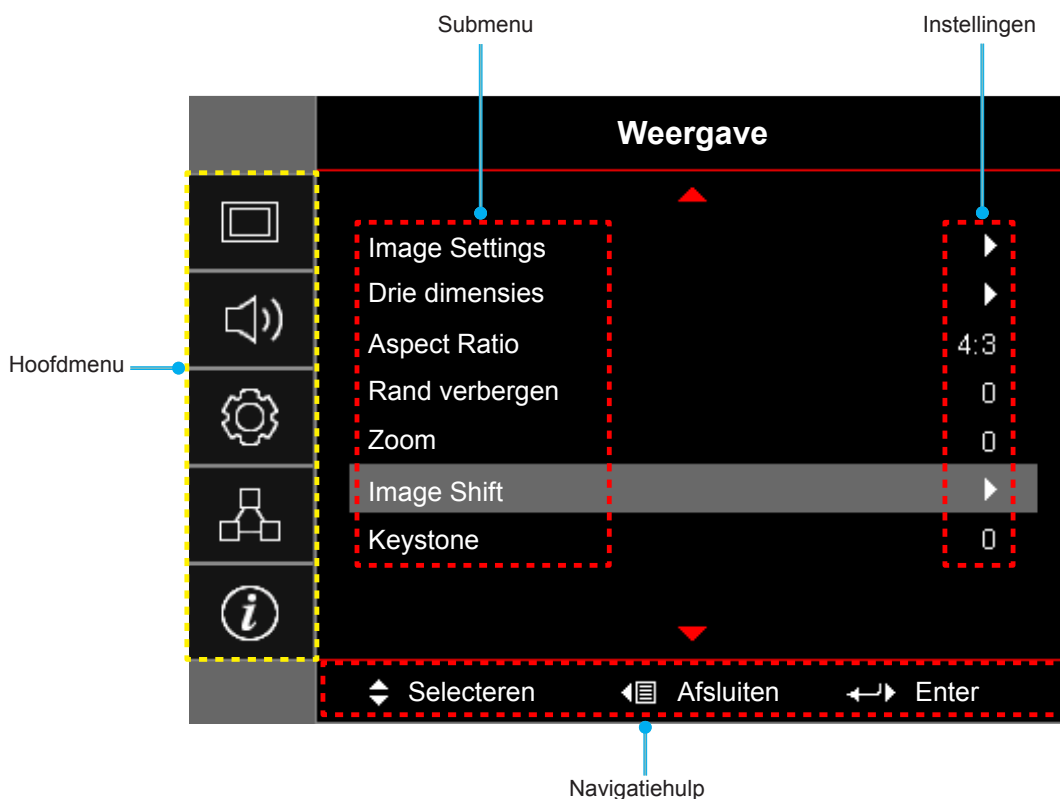 Submenu
Instellingen
Weergave
Image Settings
Drie dimensies
Aspect Ratio 4:3
Rand verbergen 0
Zoom 0
Image Shift
Keystone 0
Hoofdmenu
Selecteren Afsluiten Enter
Navigatiehulp